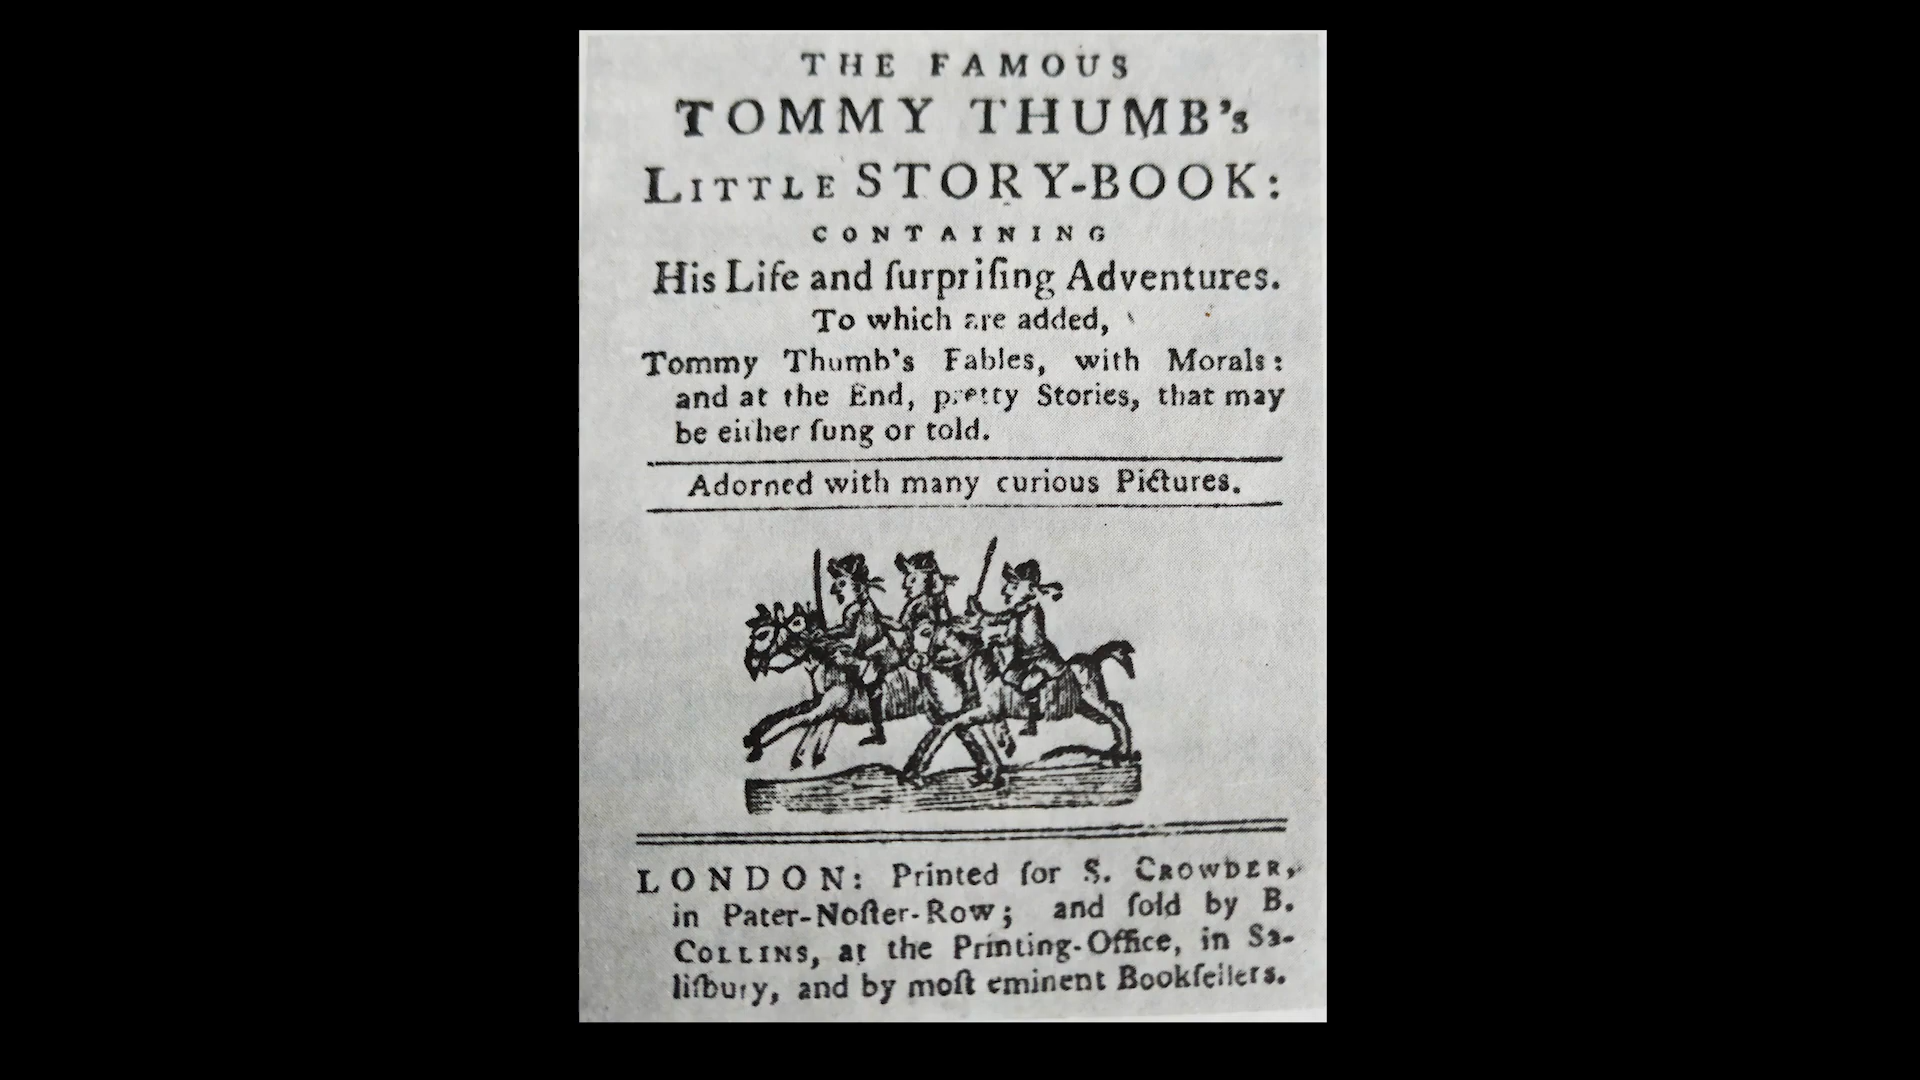 THE FAMOUS
TOMMY THUMB's
LITTLE STORY-BOOK:
CONTAINING
His Life and ſurpriſing Adventures.
To which are added,
Tommy Thumb's Fables, with Morals:
and at the End, pretty Stories, that may
be either ſung or told.
Adorned with many curious Pictures.
LONDON: Printed for S. CROWDER,
in Pater-Noſter-Row; and ſold by B.
COLLINS, at the Printing-Office, in Sa-
liſbury, and by moſt eminent Bookſellers.